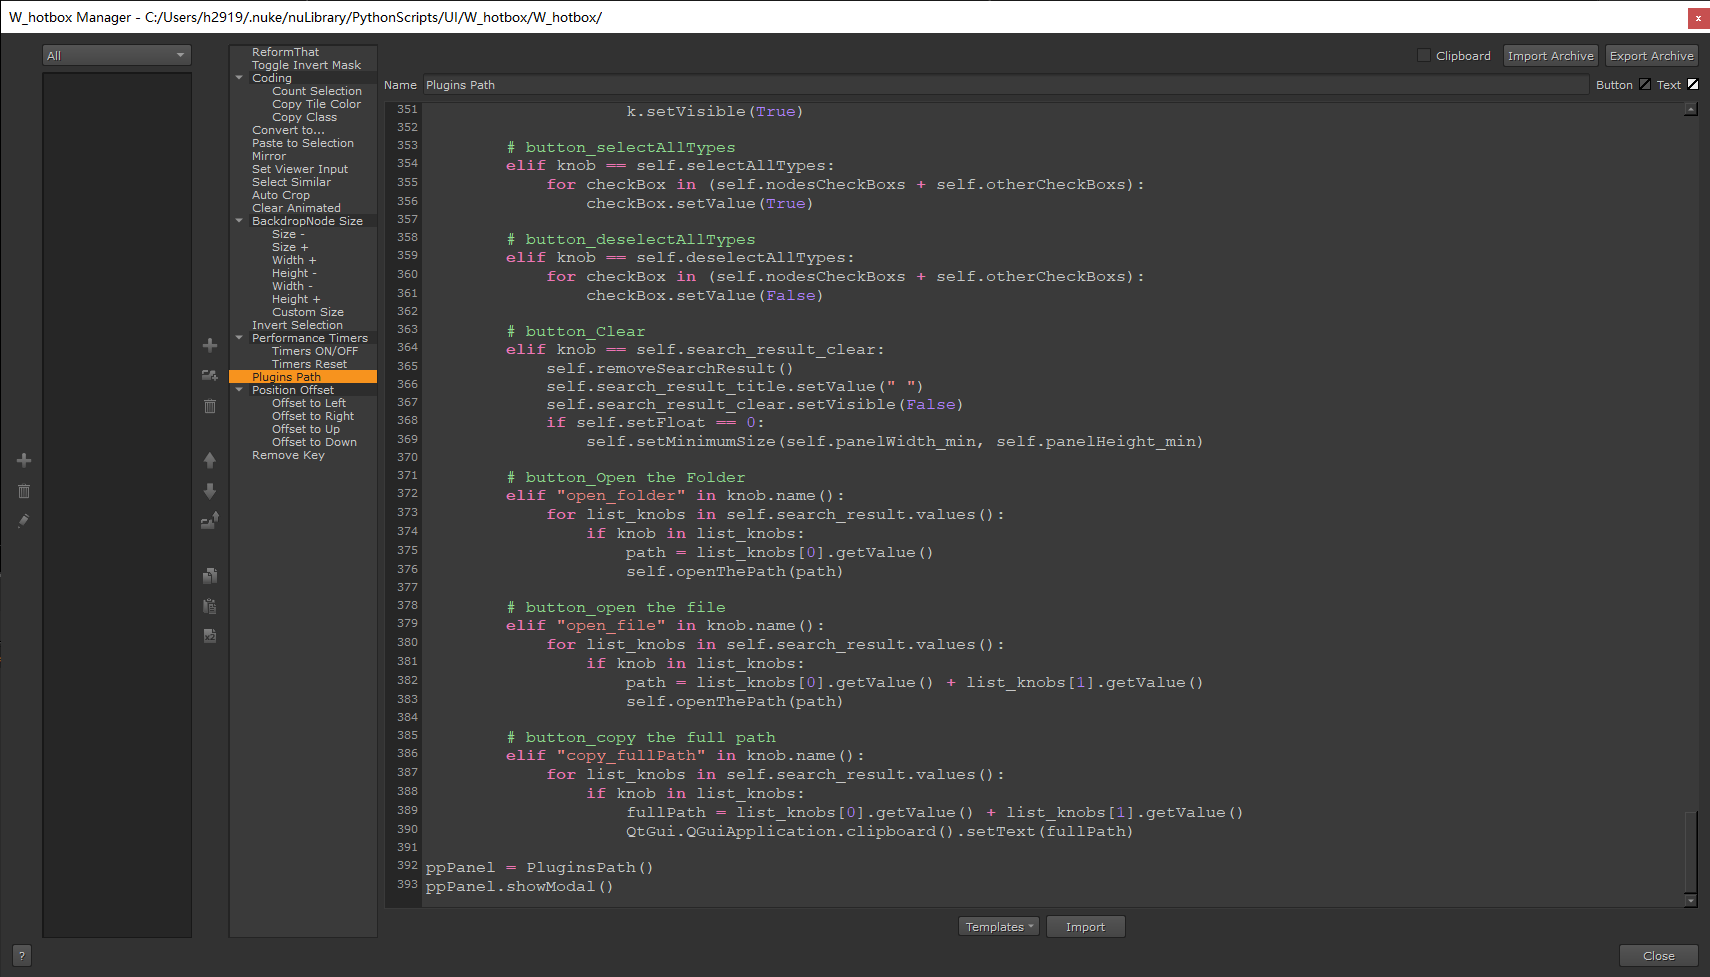 W_hotbox Manager - C:/Users/h2919/.nuke/nuLibrary/PythonScripts/UI/W_hotbox/W_hotbox/
x
All
ReformThat
Toggle Invert Mask
Coding
Count Selection
Copy Tile Color
Copy Class
Convert to...
Paste to Selection
Mirror
Set Viewer Input
Select Similar
Auto Crop
Clear Animated
BackdropNode Size
Size -
Size +
Width +
Height -
Width -
Height +
Custom Size
Invert Selection
Performance Timers
Timers ON/OFF
Timers Reset
Plugins Path
Position Offset
Offset to Left
Offset to Right
Offset to Up
Offset to Down
Remove Key
x2
Clipboard Import Archive Export Archive
Name Plugins Path Button Text
351                     k.setVisible(True)
352
353         # button_selectAllTypes
354         elif knob == self.selectAllTypes:
355             for checkBox in (self.nodesCheckBoxs + self.otherCheckBoxs):
356                 checkBox.setValue(True)
357
358         # button_deselectAllTypes
359         elif knob == self.deselectAllTypes:
360             for checkBox in (self.nodesCheckBoxs + self.otherCheckBoxs):
361                 checkBox.setValue(False)
362
363         # button_Clear
364         elif knob == self.search_result_clear:
365             self.removeSearchResult()
366             self.search_result_title.setValue(" ")
367             self.search_result_clear.setVisible(False)
368             if self.setFloat == 0:
369                 self.setMinimumSize(self.panelWidth_min, self.panelHeight_min)
370
371         # button_Open the Folder
372         elif "open_folder" in knob.name():
373             for list_knobs in self.search_result.values():
374                 if knob in list_knobs:
375                     path = list_knobs[0].getValue()
376                     self.openThePath(path)
377
378         # button_open the file
379         elif "open_file" in knob.name():
380             for list_knobs in self.search_result.values():
381                 if knob in list_knobs:
382                     path = list_knobs[0].getValue() + list_knobs[1].getValue()
383                     self.openThePath(path)
384
385         # button_copy the full path
386         elif "copy_fullPath" in knob.name():
387             for list_knobs in self.search_result.values():
388                 if knob in list_knobs:
389                     fullPath = list_knobs[0].getValue() + list_knobs[1].getValue()
390                     QtGui.QGuiApplication.clipboard().setText(fullPath)
391
392 ppPanel = PluginsPath()
393 ppPanel.showModal()
Templates Import
? Close